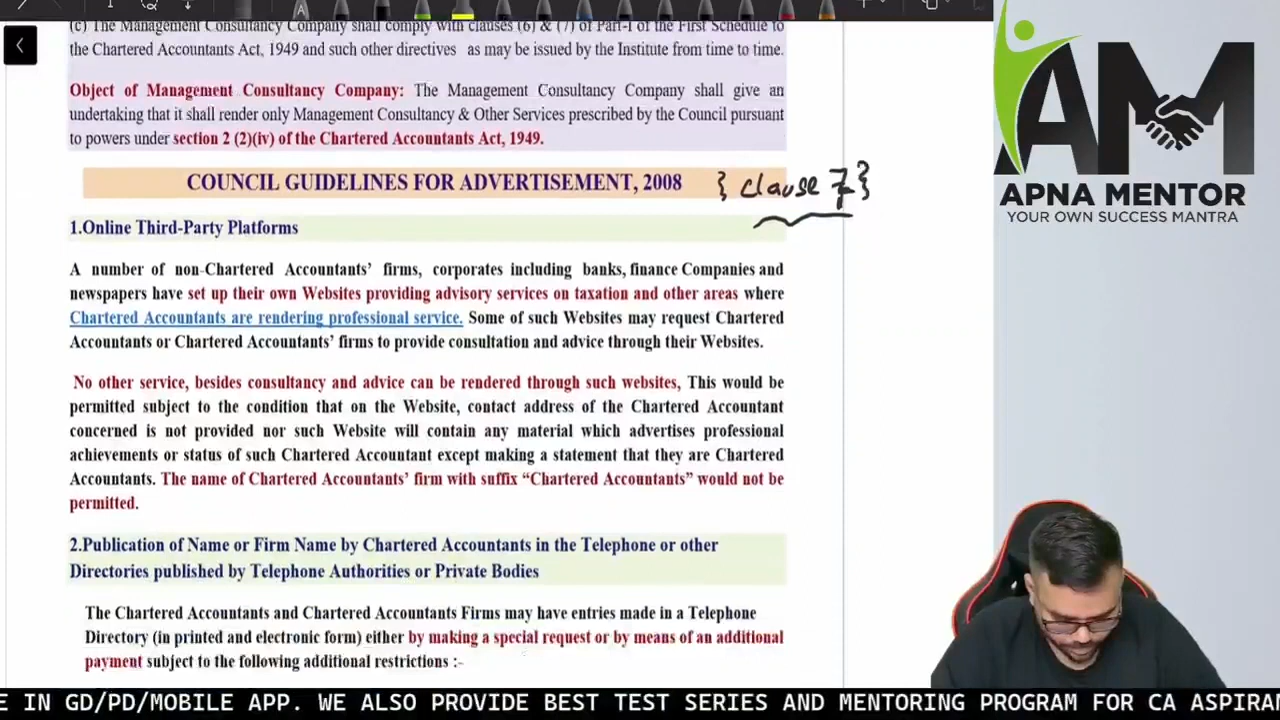 (c) The Management Consultancy Company shall comply with clauses (6) & (7) of Part-I of the First Schedule to
the Chartered Accountants Act, 1949 and such other directives as may be issued by the Institute from time to time.
Object of Management Consultancy Company: The Management Consultancy Company shall give an
undertaking that it shall render only Management Consultancy & Other Services prescribed by the Council pursuant
to powers under section 2 (2)(iv) of the Chartered Accountants Act, 1949.
COUNCIL GUIDELINES FOR ADVERTISEMENT, 2008 { clause 7 }
1.Online Third-Party Platforms
A number of non-Chartered Accountants’ firms, corporates including banks, finance Companies and
newspapers have set up their own Websites providing advisory services on taxation and other areas where
Chartered Accountants are rendering professional service. Some of such Websites may request Chartered
Accountants or Chartered Accountants’ firms to provide consultation and advice through their Websites.
No other service, besides consultancy and advice can be rendered through such websites, This would be
permitted subject to the condition that on the Website, contact address of the Chartered Accountant
concerned is not provided nor such Website will contain any material which advertises professional
achievements or status of such Chartered Accountant except making a statement that they are Chartered
Accountants. The name of Chartered Accountants’ firm with suffix “Chartered Accountants” would not be
permitted.
2.Publication of Name or Firm Name by Chartered Accountants in the Telephone or other
Directories published by Telephone Authorities or Private Bodies
The Chartered Accountants and Chartered Accountants Firms may have entries made in a Telephone
Directory (in printed and electronic form) either by making a special request or by means of an additional
payment subject to the following additional restrictions :-
AM
APNA MENTOR
YOUR OWN SUCCESS MANTRA
E IN GD/PD/MOBILE APP. WE ALSO PROVIDE BEST TEST SERIES AND MENTORING PROGRAM FOR CA ASPIRAN